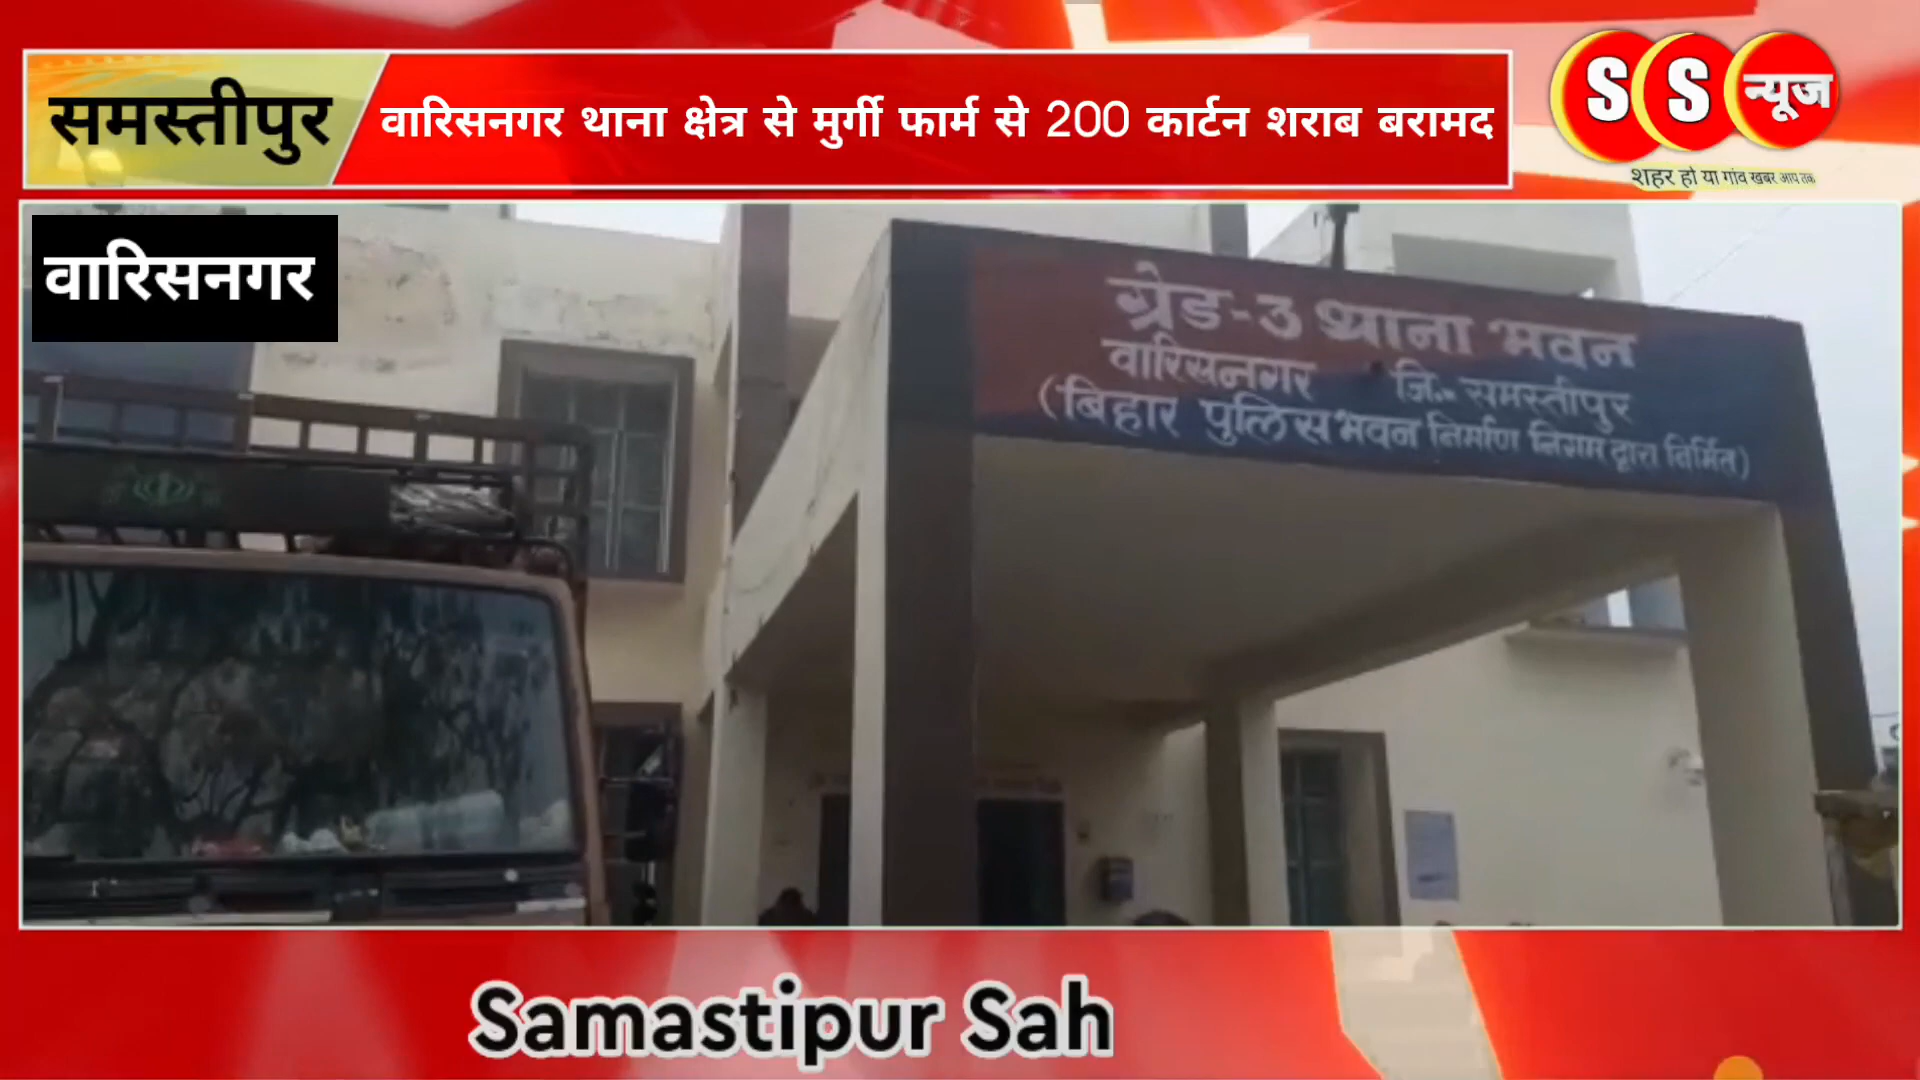 समस्तीपुर
वारिसनगर थाना क्षेत्र से मुर्गी फार्म से 200 कार्टन शराब बरामद
S S न्यूज
शहर हो या गांव खबर आप तक
वारिसनगर
ग्रेड-3 थाना भवन
वारिसनगर जि.- समस्तीपुर
(बिहार पुलिस भवन निर्माण निगम द्वारा निर्मित)
Samastipur Sah